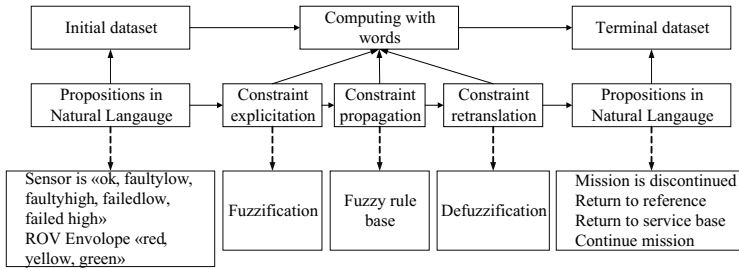 Initial dataset
Computing with
words
Terminal dataset
Propositions in
Natural Langauge
Constraint
explicitation
Constraint
propagation
Constraint
retranslation
Propositions in
Natural Langauge
Sensor is «ok, faultylow,
faultyhigh, failedlow,
failed high»
ROV Envolope «red,
yellow, green»
Fuzzification
Fuzzy rule
base
Defuzzification
Mission is discontinued
Return to reference
Return to service base
Continue mission